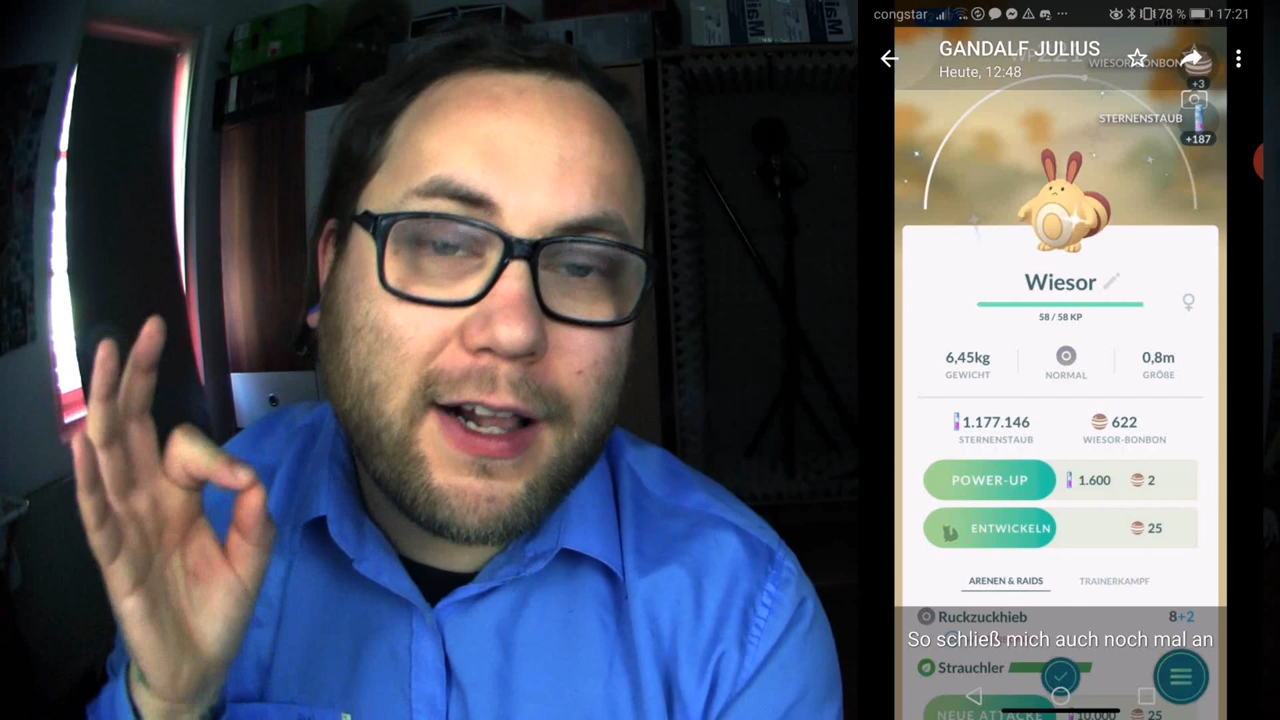 congstar
78 %
17:21
GANDALF JULIUS
Heute, 12:48
WIESOR-BONBON
+3
STERNENSTAUB
+187
Wiesor
58 / 58 KP
6,45kg
GEWICHT
NORMAL
0,8m
GRÖßE
1.177.146
STERNENSTAUB
622
WIESOR-BONBON
POWER-UP
1.600
2
ENTWICKELN
25
ARENEN & RAIDS
TRAINERKAMPF
Ruckzuckhieb
8+2
So schließ mich auch noch mal an
Strauchler
NEUE ATTACKE
10.000
25